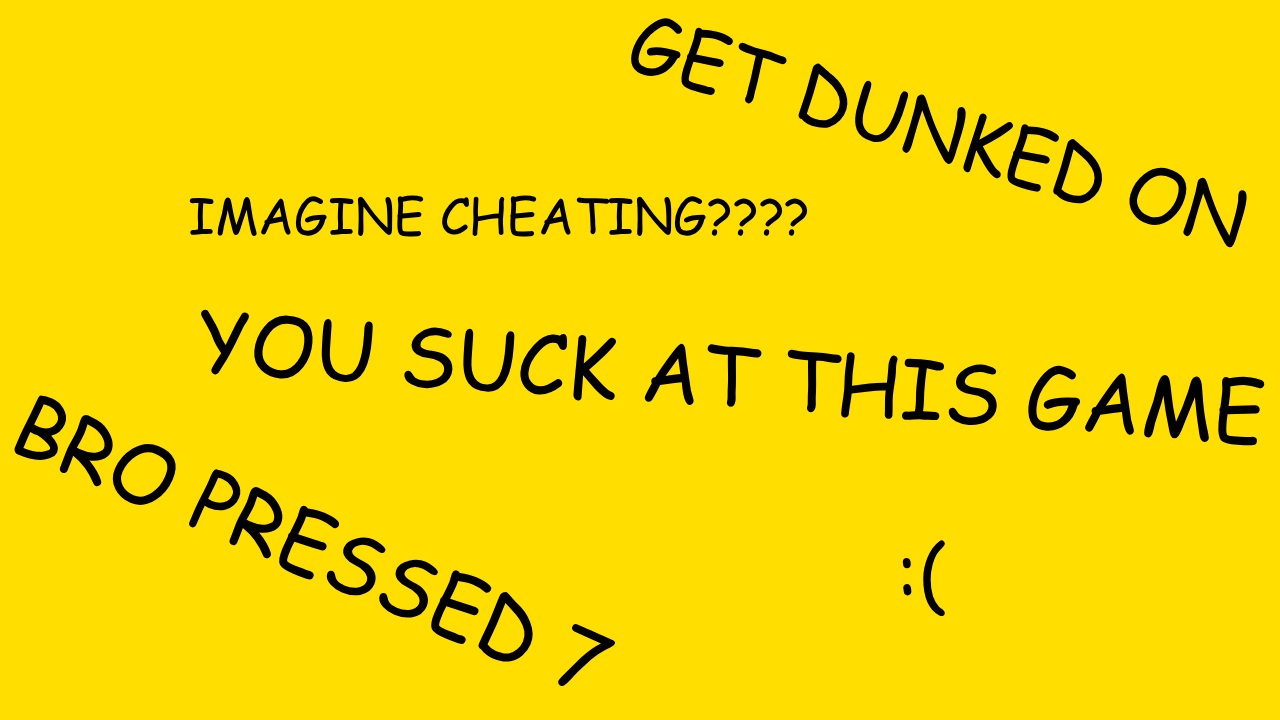 GET DUNKED ON
IMAGINE CHEATING????
YOU SUCK AT THIS GAME
BRO PRESSED 7
:(